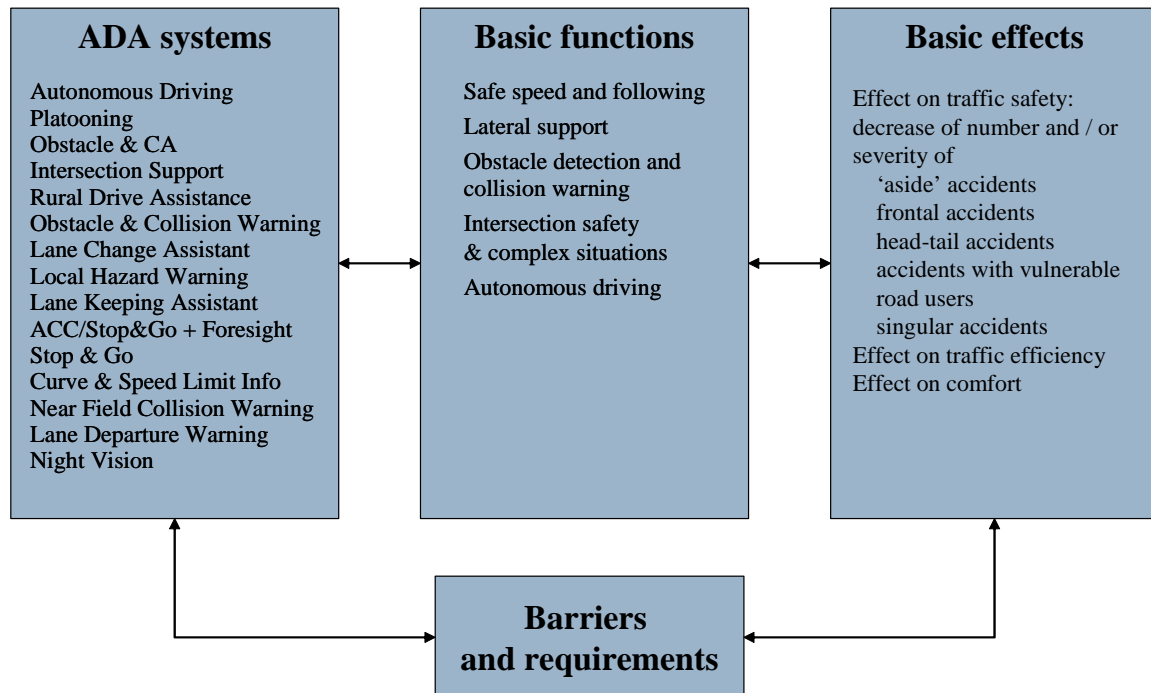 ADA systems
Autonomous Driving
Platooning
Obstacle & CA
Intersection Support
Rural Drive Assistance
Obstacle & Collision Warning
Lane Change Assistant
Local Hazard Warning
Lane Keeping Assistant
ACC/Stop&Go + Foresight
Stop & Go
Curve & Speed Limit Info
Near Field Collision Warning
Lane Departure Warning
Night Vision
Basic functions
Safe speed and following
Lateral support
Obstacle detection and
collision warning
Intersection safety
& complex situations
Autonomous driving
Basic effects
Effect on traffic safety:
decrease of number and / or
severity of
‘aside’ accidents
frontal accidents
head-tail accidents
accidents with vulnerable
road users
singular accidents
Effect on traffic efficiency
Effect on comfort
Barriers
and requirements